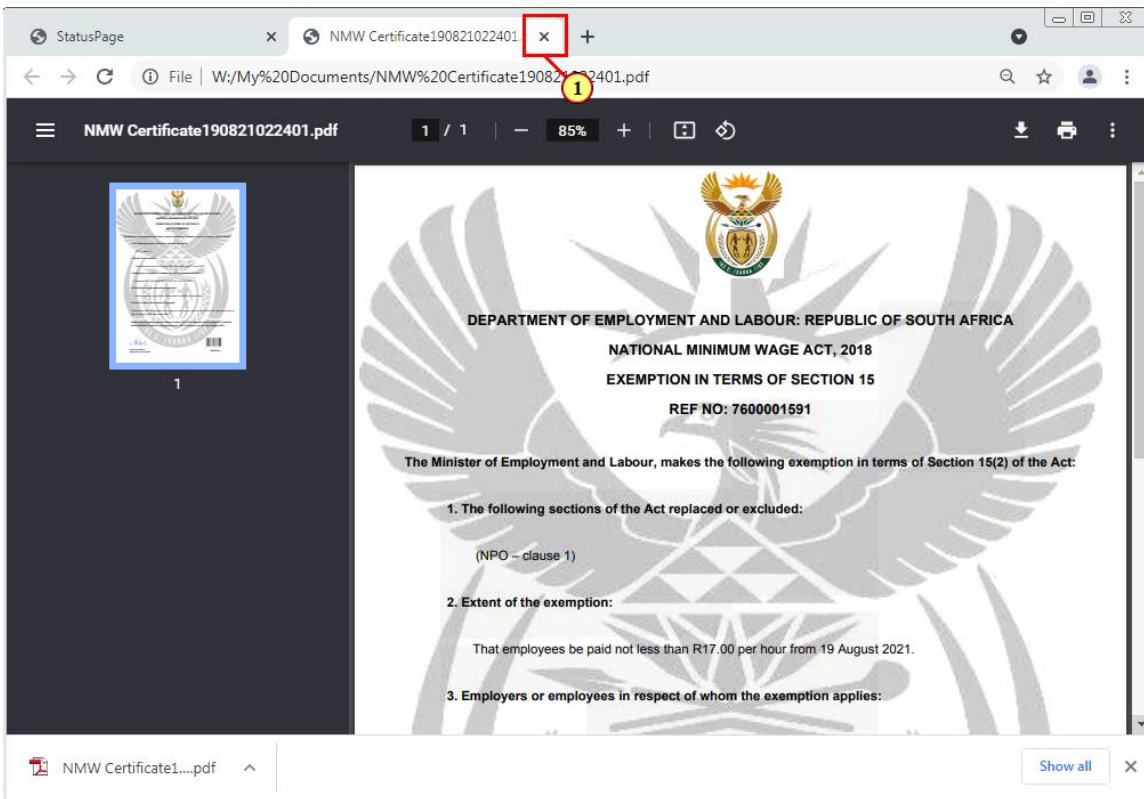 StatusPage
NMW Certificate190821022401.
1
File | W:/My%20Documents/NMW%20Certificate190821022401.pdf
NMW Certificate190821022401.pdf
1 / 1
85%
1
DEPARTMENT OF EMPLOYMENT AND LABOUR: REPUBLIC OF SOUTH AFRICA
NATIONAL MINIMUM WAGE ACT, 2018
EXEMPTION IN TERMS OF SECTION 15
REF NO: 7600001591
The Minister of Employment and Labour, makes the following exemption in terms of Section 15(2) of the Act:
1. The following sections of the Act replaced or excluded:
(NPO – clause 1)
2. Extent of the exemption:
That employees be paid not less than R17.00 per hour from 19 August 2021.
3. Employers or employees in respect of whom the exemption applies:
NMW Certificate1....pdf
Show all